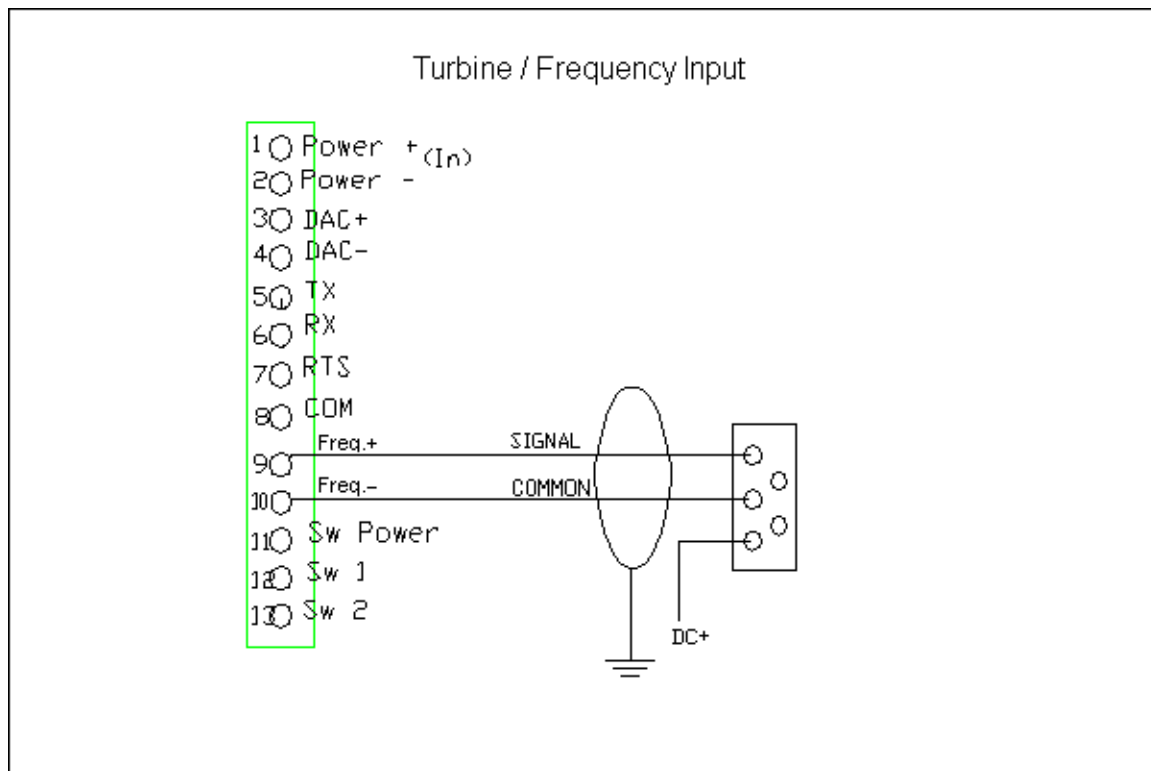 Turbine / Frequency Input
1 Power + (In)
2 Power -
3 DAC+
4 DAC-
5 TX
6 RX
7 RTS
8 COM
9 Freq.+ SIGNAL
10 Freq.- COMMON
11 Sw Power
12 Sw 1
13 Sw 2
DC+